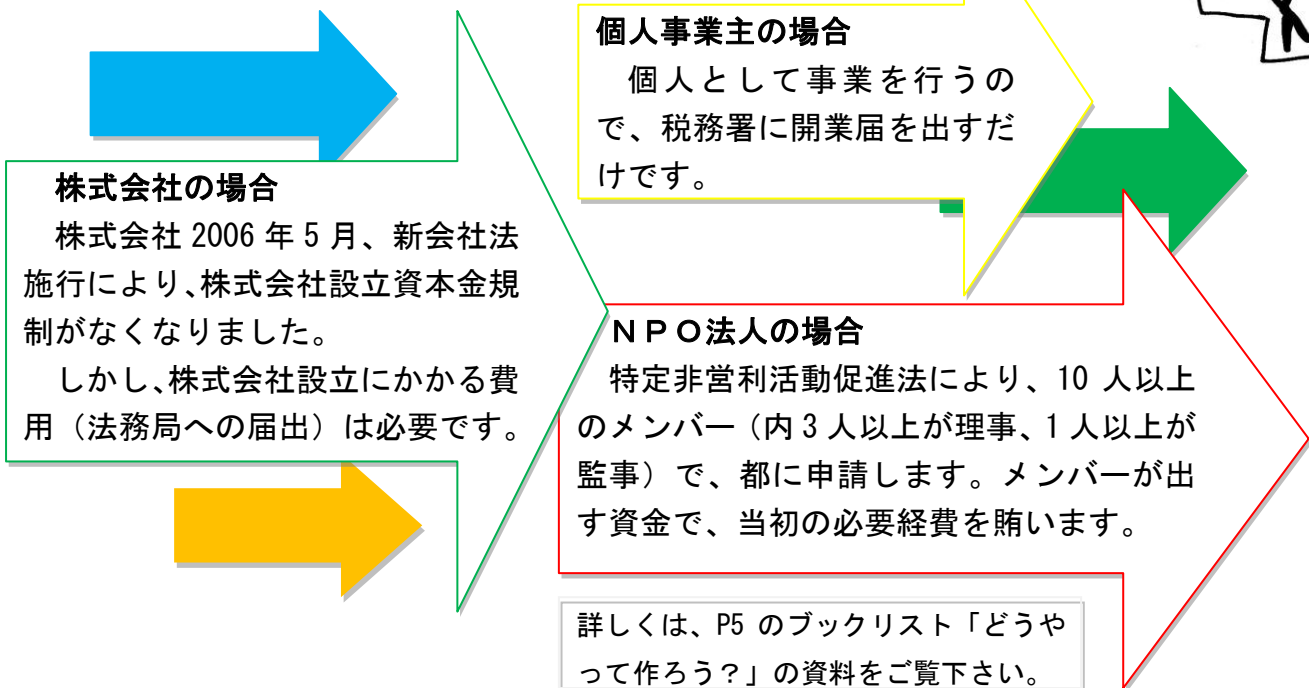 個人事業主の場合
個人として事業を行うの
で、税務署に開業届を出すだ
けです。
株式会社の場合
株式会社 2006 年 5 月、新会社法
施行により、株式会社設立資本金規
制がなくなりました。
しかし、株式会社設立にかかる費
用（法務局への届出）は必要です。
ＮＰＯ法人の場合
特定非営利活動促進法により、10 人以上
のメンバー（内 3 人以上が理事、1 人以上が
監事）で、都に申請します。メンバーが出
す資金で、当初の必要経費を賄います。
詳しくは、P5 のブックリスト「どうや
って作ろう？」の資料をご覧下さい。